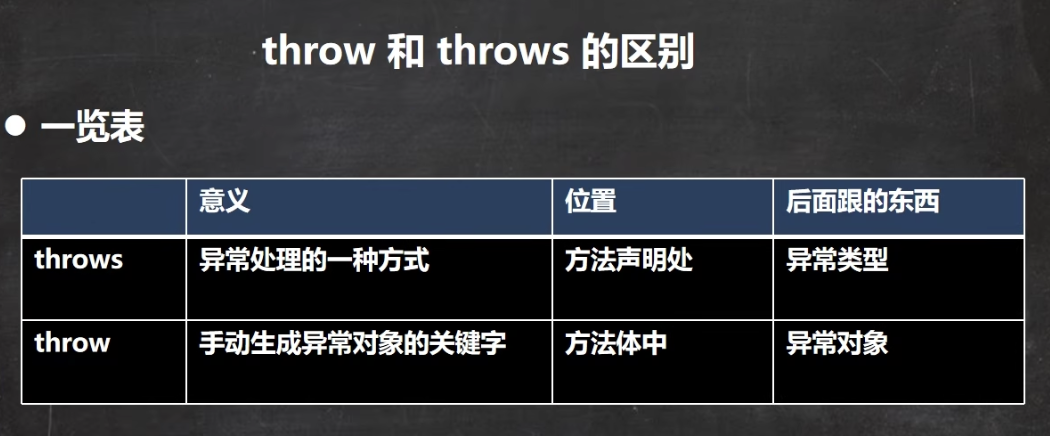 throw 和 throws 的区别
一览表
意义 位置 后面跟的东西
throws 异常处理的一种方式 方法声明处 异常类型
throw 手动生成异常对象的关键字 方法体中 异常对象